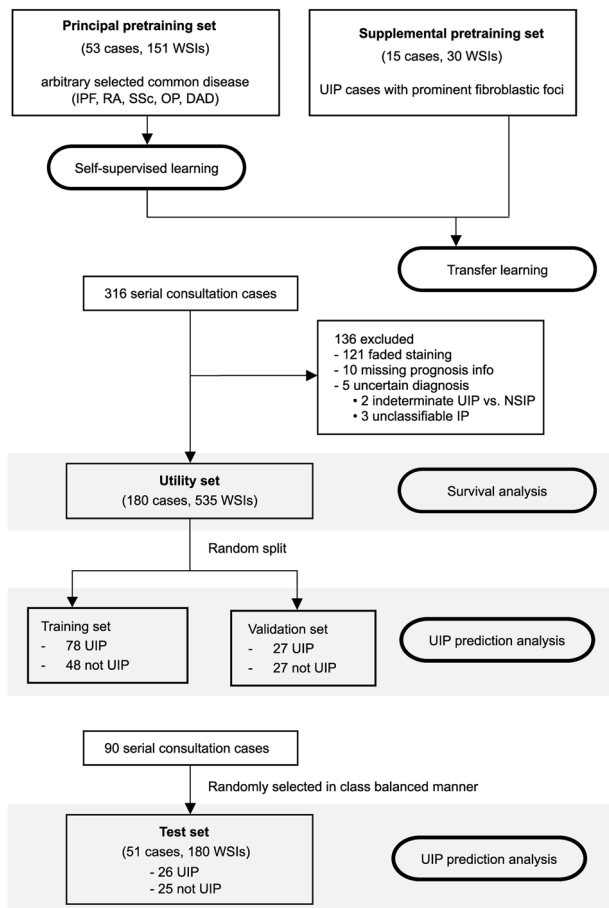 Principal pretraining set
(53 cases, 151 WSIs)
arbitrary selected common disease
(IPF, RA, SSc, OP, DAD)
Supplemental pretraining set
(15 cases, 30 WSIs)
UIP cases with prominent fibroblastic foci
Self-supervised learning
Transfer learning
316 serial consultation cases
136 excluded
- 121 faded staining
- 10 missing prognosis info
- 5 uncertain diagnosis
• 2 indeterminate UIP vs. NSIP
• 3 unclassifiable IP
Utility set
(180 cases, 535 WSIs)
Survival analysis
Random split
Training set
- 78 UIP
- 48 not UIP
Validation set
- 27 UIP
- 27 not UIP
UIP prediction analysis
90 serial consultation cases
Randomly selected in class balanced manner
Test set
(51 cases, 180 WSIs)
- 26 UIP
- 25 not UIP
UIP prediction analysis